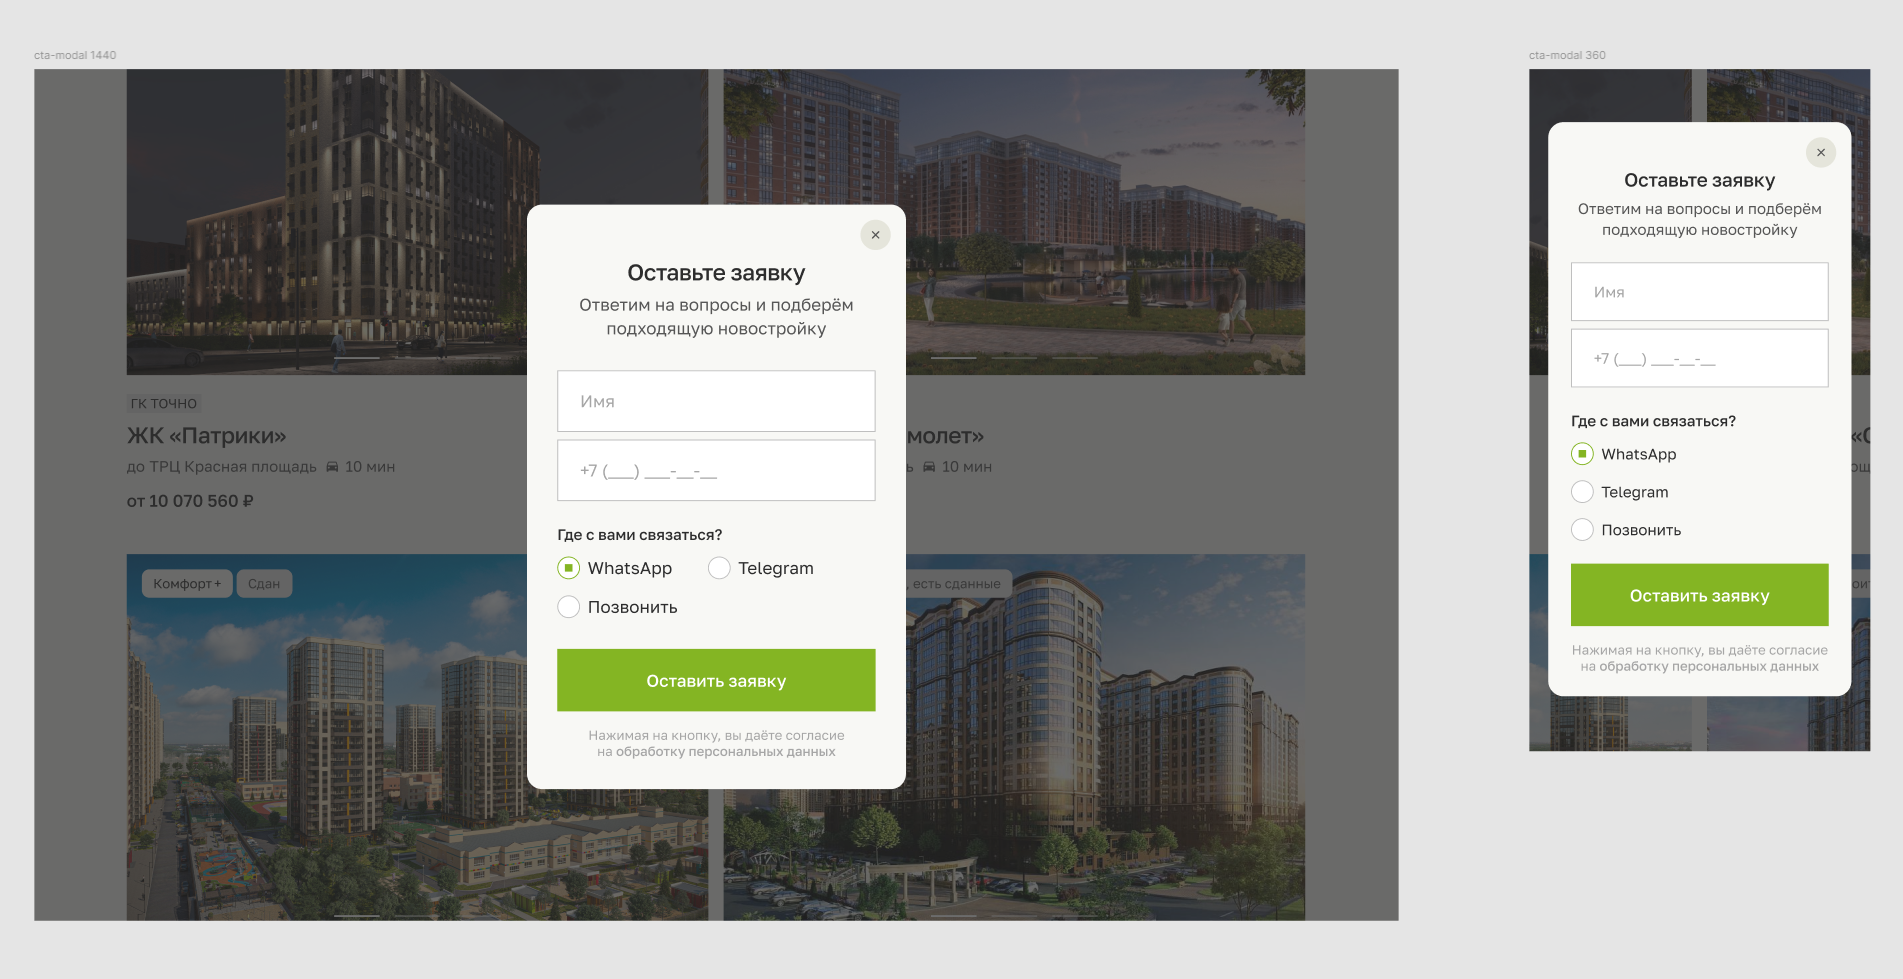 cta-modal 1440
ГК ТОЧНО
ЖК «Патрики»
до ТРЦ Красная площадь 10 мин
от 10 070 560 ₽
молет»
ь 10 мин
Комфорт+ Сдан
, есть сданные
×
Оставьте заявку
Ответим на вопросы и подберём
подходящую новостройку
Имя
+7 (___) ___-__-__
Где с вами связаться?
WhatsApp Telegram
Позвонить
Оставить заявку
Нажимая на кнопку, вы даёте согласие
на обработку персональных данных
cta-modal 360
×
Оставьте заявку
Ответим на вопросы и подберём
подходящую новостройку
Имя
+7 (___) ___-__-__
Где с вами связаться?
WhatsApp
Telegram
Позвонить
Оставить заявку
Нажимая на кнопку, вы даёте согласие
на обработку персональных данных